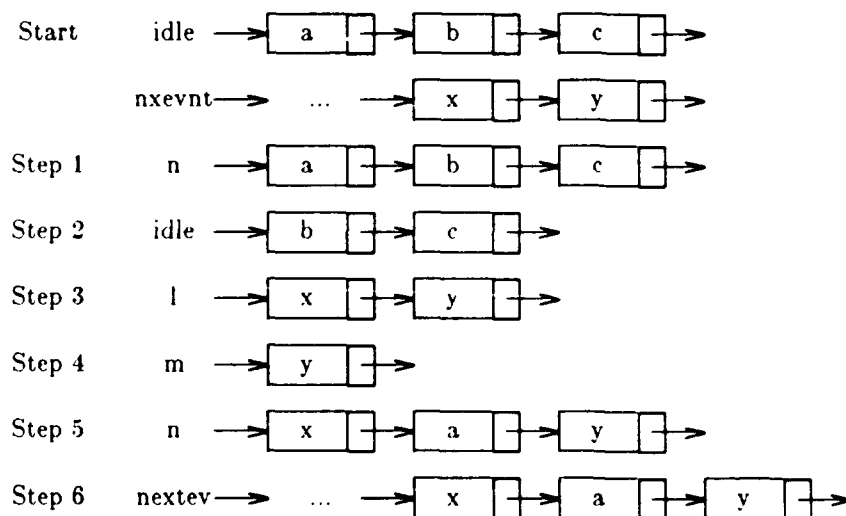 Start idle a b c
nxevnt ... x y
Step 1 n a b c
Step 2 idle b c
Step 3 l x y
Step 4 m y
Step 5 n x a y
Step 6 nextev ... x a y